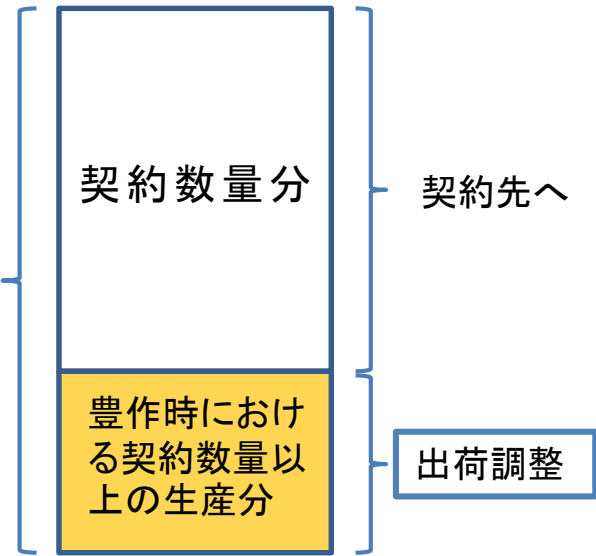 契約数量分
契約先へ
豊作時におけ
る契約数量以
上の生産分
出荷調整